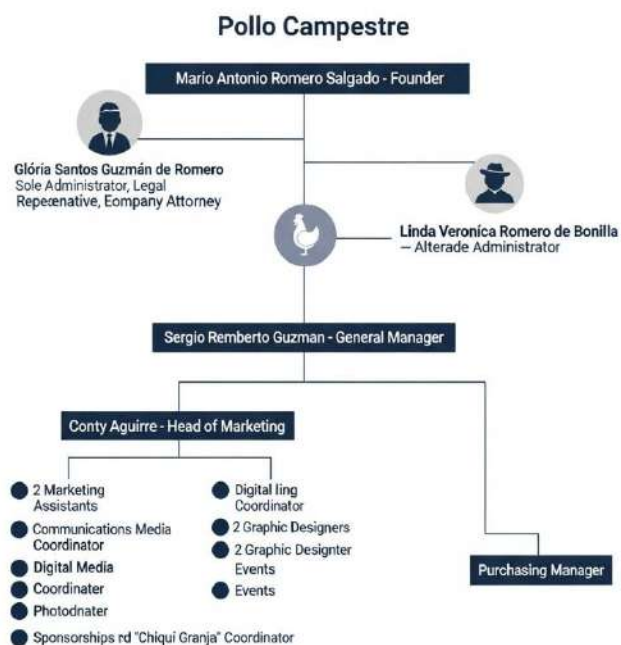 Pollo Campestre
Mario Antonio Romero Salgado - Founder
Glória Santos Guzmán de Romero
Sole Administrator, Legal
Repeœnative, Eompany Attorney
Linda Veronica Romero de Bonilla
— Alterade Administrator
Sergio Remberto Guzman - General Manager
Conty Aguirre - Head of Marketing
2 Marketing
Assistants
Communications Media
Coordinator
Digital Media
Coordinater
Photodnater
Sponsorships rd "Chiqui Granja" Coordinator
Digital ling
Coordinator
2 Graphic Designers
2 Graphic Designter
Events
Events
Purchasing Manager